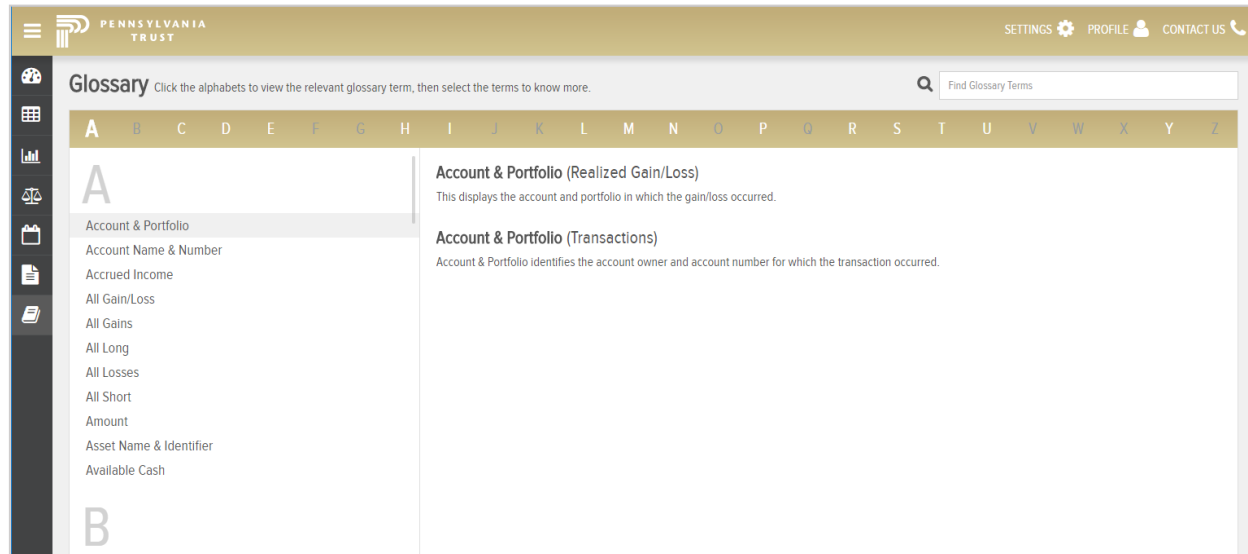 PENNSYLVANIA
TRUST
SETTINGS PROFILE CONTACT US
Glossary Click the alphabets to view the relevant glossary term, then select the terms to know more.
Find Glossary Terms
A B C D E F G H I J K L M N O P Q R S T U V W X Y Z
A
Account & Portfolio
Account Name & Number
Accrued Income
All Gain/Loss
All Gains
All Long
All Losses
All Short
Amount
Asset Name & Identifier
Available Cash
B
Account & Portfolio (Realized Gain/Loss)
This displays the account and portfolio in which the gain/loss occurred.
Account & Portfolio (Transactions)
Account & Portfolio identifies the account owner and account number for which the transaction occurred.